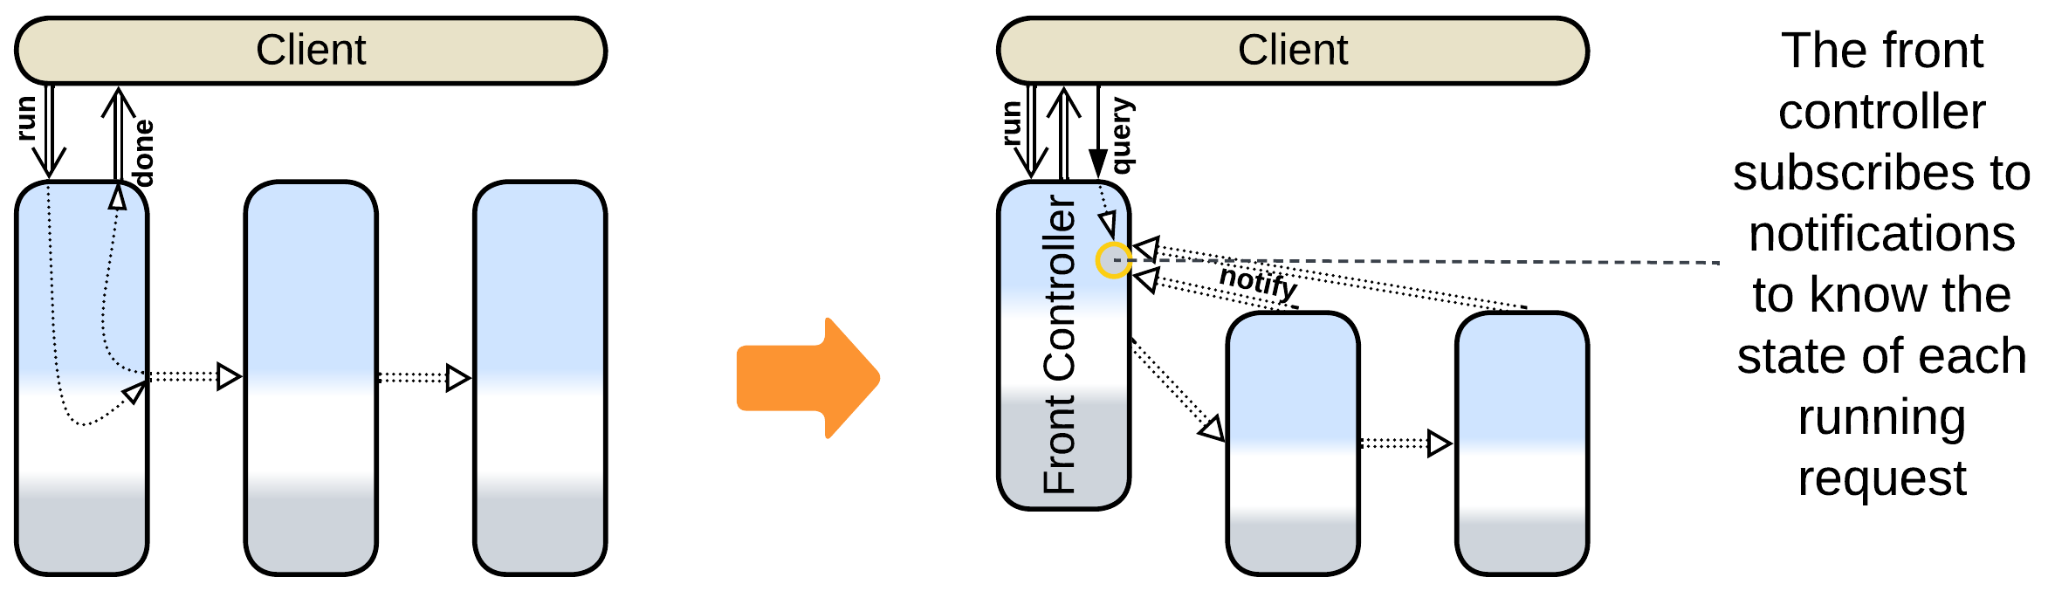 Client
run
done
Client
run
query
Front Controller
notify
The front
controller
subscribes to
notifications
to know the
state of each
running
request